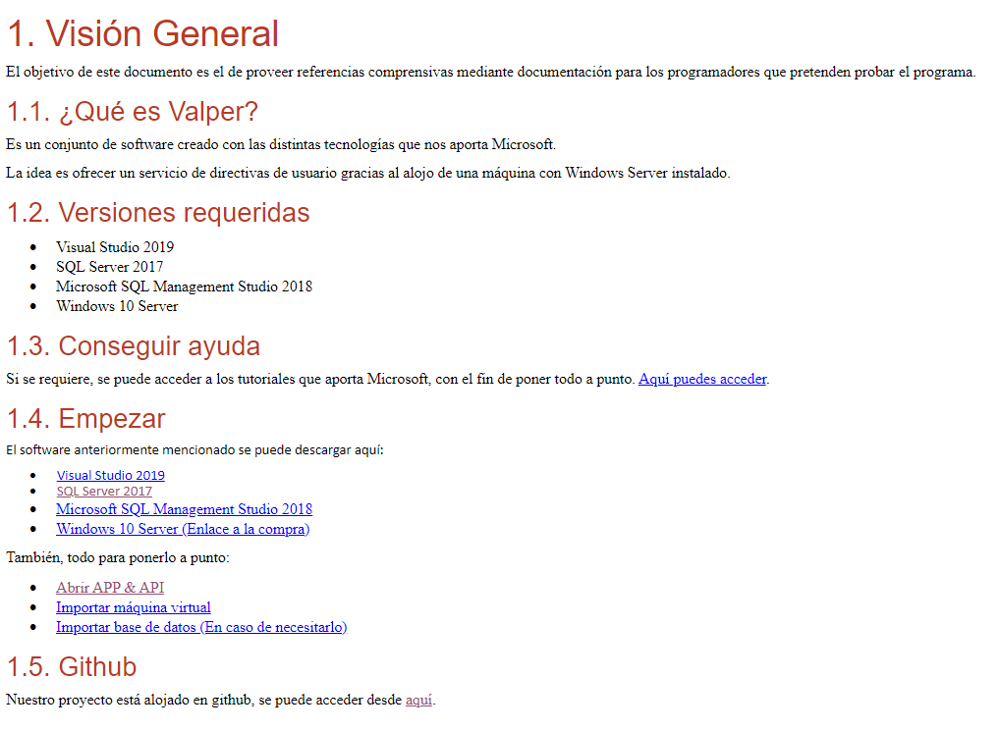 1. Visión General
El objetivo de este documento es el de proveer referencias comprensivas mediante documentación para los programadores que pretenden probar el programa.
1.1. ¿Qué es Valper?
Es un conjunto de software creado con las distintas tecnologías que nos aporta Microsoft.
La idea es ofrecer un servicio de directivas de usuario gracias al alojo de una máquina con Windows Server instalado.
1.2. Versiones requeridas
• Visual Studio 2019
• SQL Server 2017
• Microsoft SQL Management Studio 2018
• Windows 10 Server
1.3. Conseguir ayuda
Si se requiere, se puede acceder a los tutoriales que aporta Microsoft, con el fin de poner todo a punto. Aquí puedes acceder.
1.4. Empezar
El software anteriormente mencionado se puede descargar aquí:
• Visual Studio 2019
• SQL Server 2017
• Microsoft SQL Management Studio 2018
• Windows 10 Server (Enlace a la compra)
También, todo para ponerlo a punto:
• Abrir APP & API
• Importar máquina virtual
• Importar base de datos (En caso de necesitarlo)
1.5. Github
Nuestro proyecto está alojado en github, se puede acceder desde aquí.